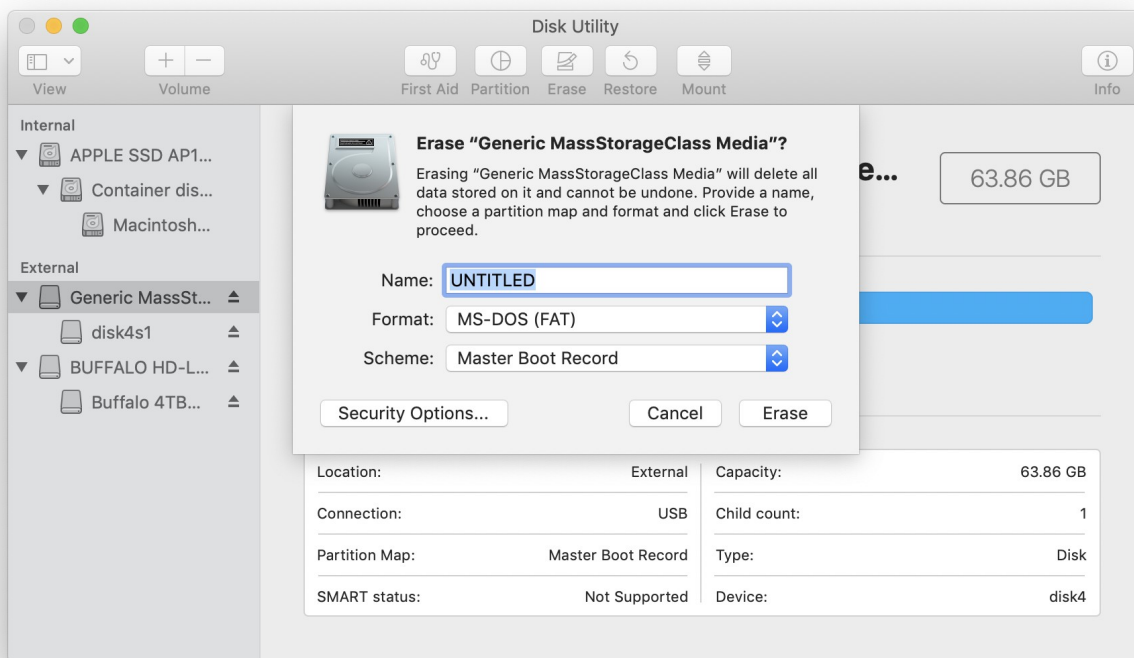 Disk Utility
View
Volume
First Aid
Partition
Erase
Restore
Mount
Info
Internal
APPLE SSD AP1...
Container dis...
Macintosh...
External
Generic MassSt...
disk4s1
BUFFALO HD-L...
Buffalo 4TB...
Erase “Generic MassStorageClass Media”?
Erasing “Generic MassStorageClass Media” will delete all
data stored on it and cannot be undone. Provide a name,
choose a partition map and format and click Erase to
proceed.
Name: UNTITLED
Format: MS-DOS (FAT)
Scheme: Master Boot Record
Security Options... Cancel Erase
e...
63.86 GB
Location: External
Capacity: 63.86 GB
Connection: USB
Child count: 1
Partition Map: Master Boot Record
Type: Disk
SMART status: Not Supported
Device: disk4